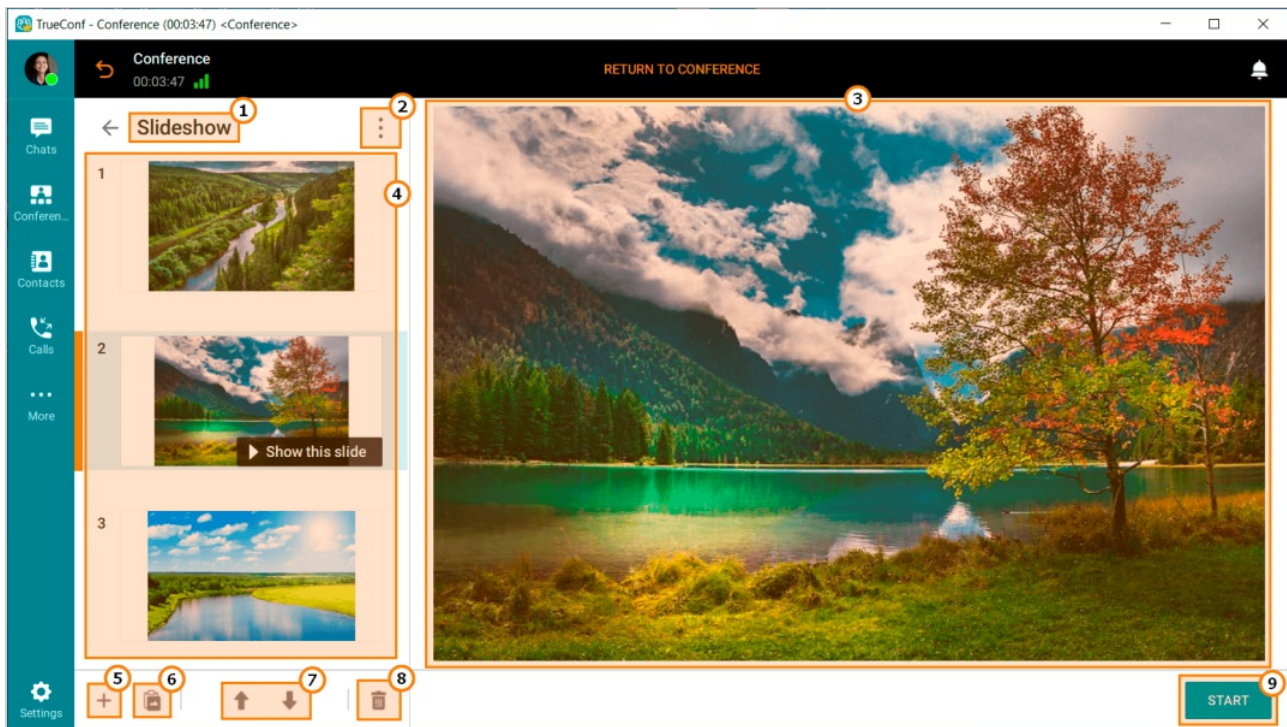 TrueConf - Conference (00:03:47) <Conference>
Conference
00:03:47
RETURN TO CONFERENCE
Chats
Conferen...
Contacts
Calls
More
Settings
1
Slideshow
2
3
4
1
2
Show this slide
3
5
6
7
8
9
START